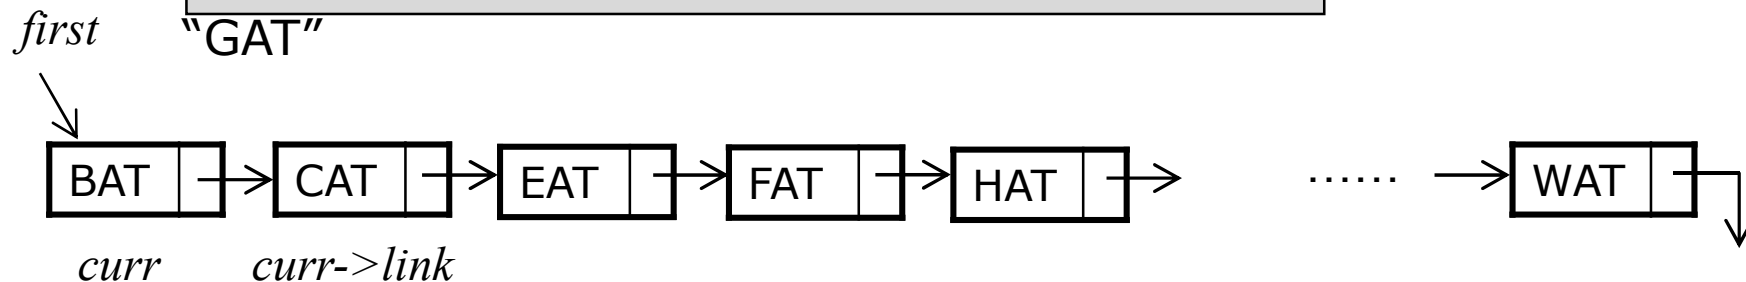 first “GAT”
BAT CAT EAT FAT HAT ...... WAT
curr curr->link